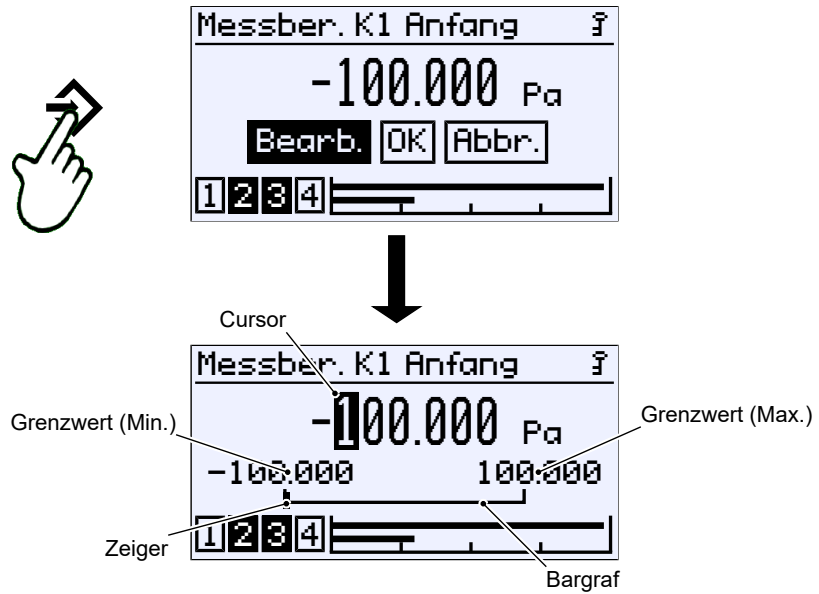 Messber. K1 Anfang
-100.000 Pa
Bearb. OK Abbr.
1 2 3 4
Cursor
Messber. K1 Anfang
-100.000 Pa
Grenzwert (Min.)
Grenzwert (Max.)
-100.000 100.000
Zeiger
1 2 3 4
Bargraf